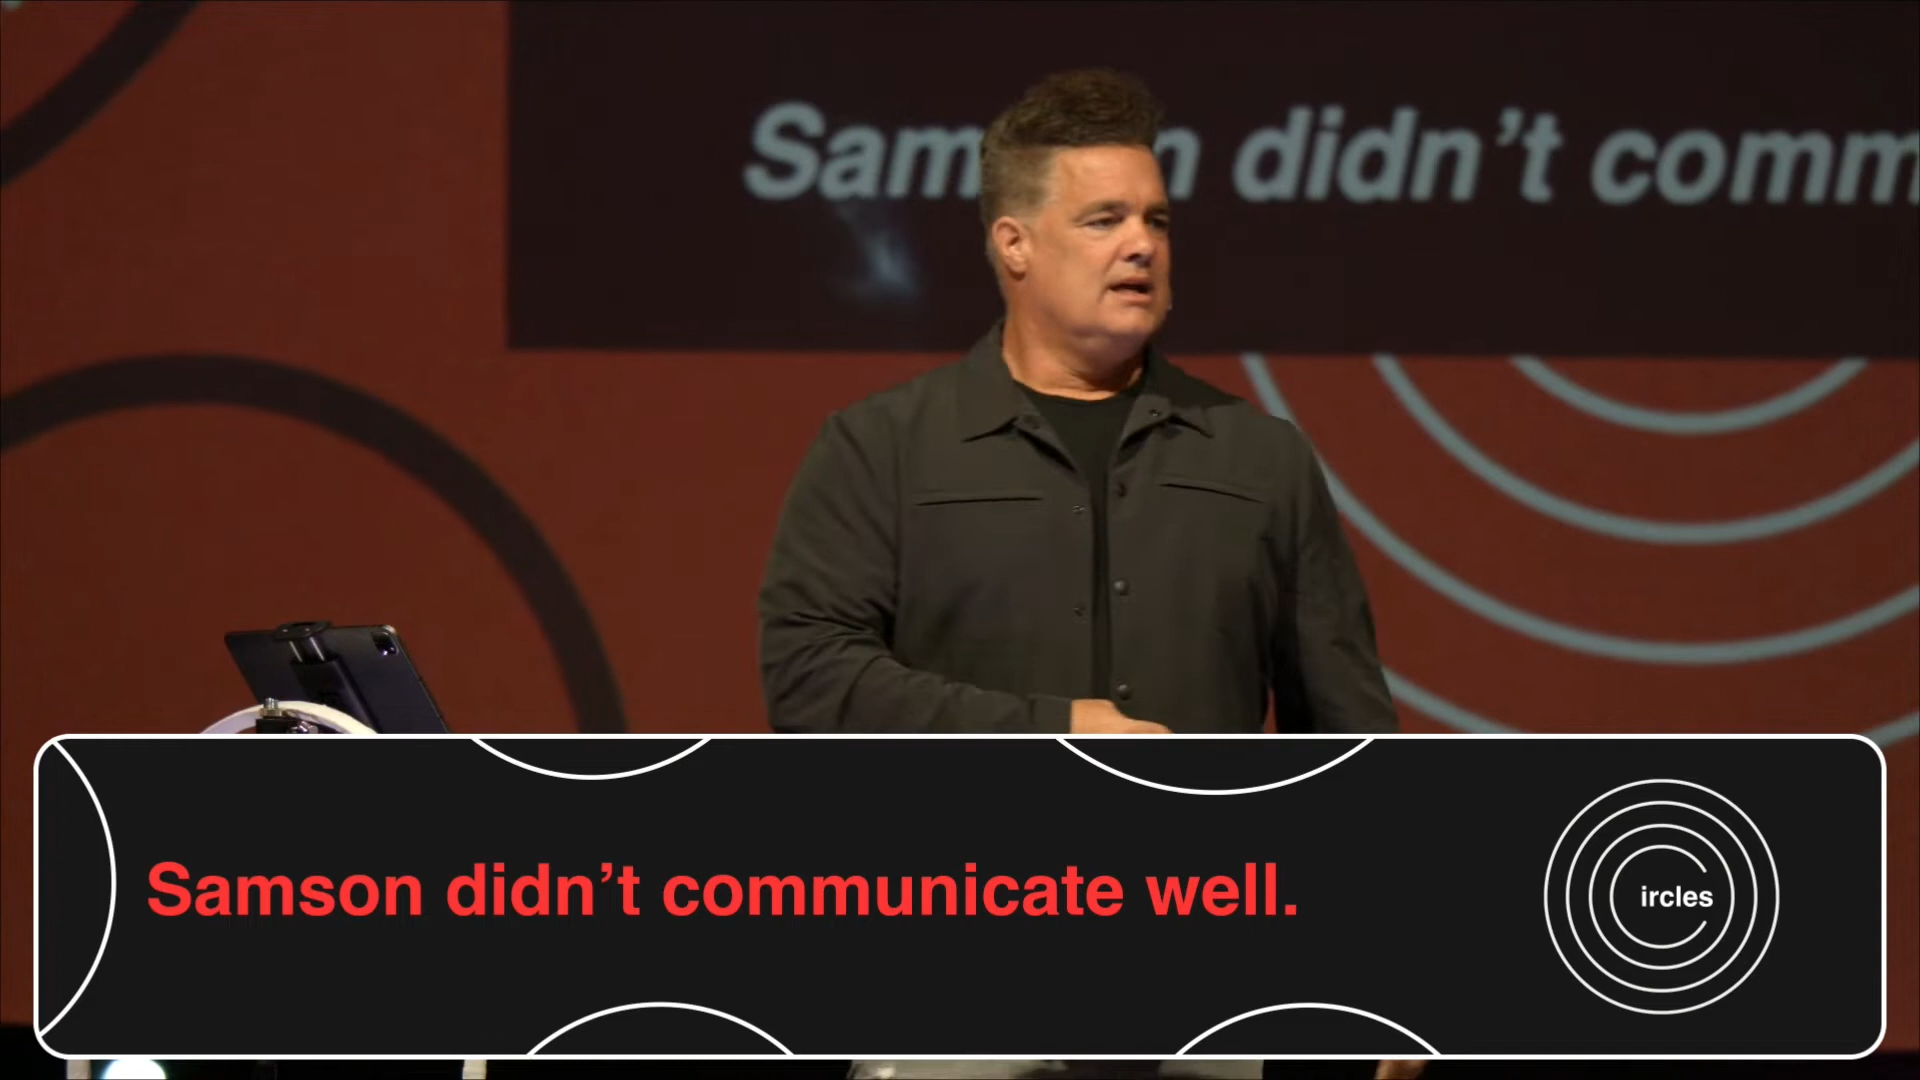 Sam n didn’t comm
Samson didn’t communicate well.
ircles